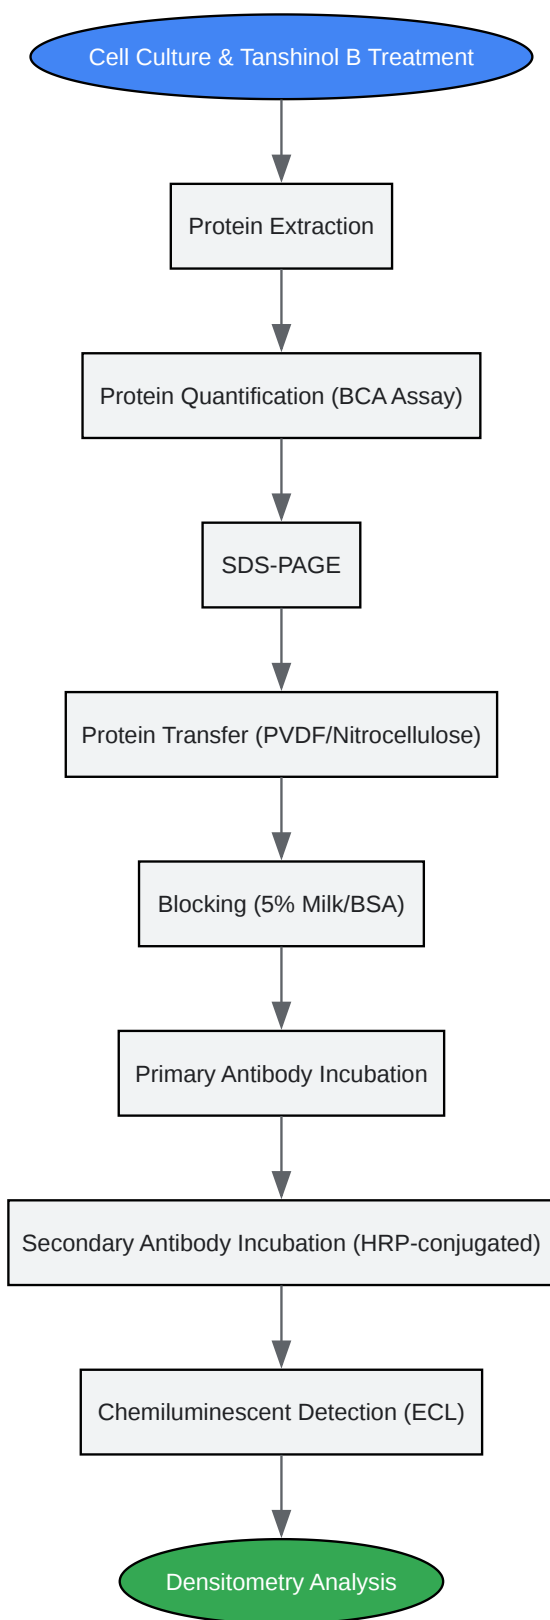 Cell Culture & Tanshinol B Treatment
Protein Extraction
Protein Quantification (BCA Assay)
SDS-PAGE
Protein Transfer (PVDF/Nitrocellulose)
Blocking (5% Milk/BSA)
Primary Antibody Incubation
Secondary Antibody Incubation (HRP-conjugated)
Chemiluminescent Detection (ECL)
Densitometry Analysis